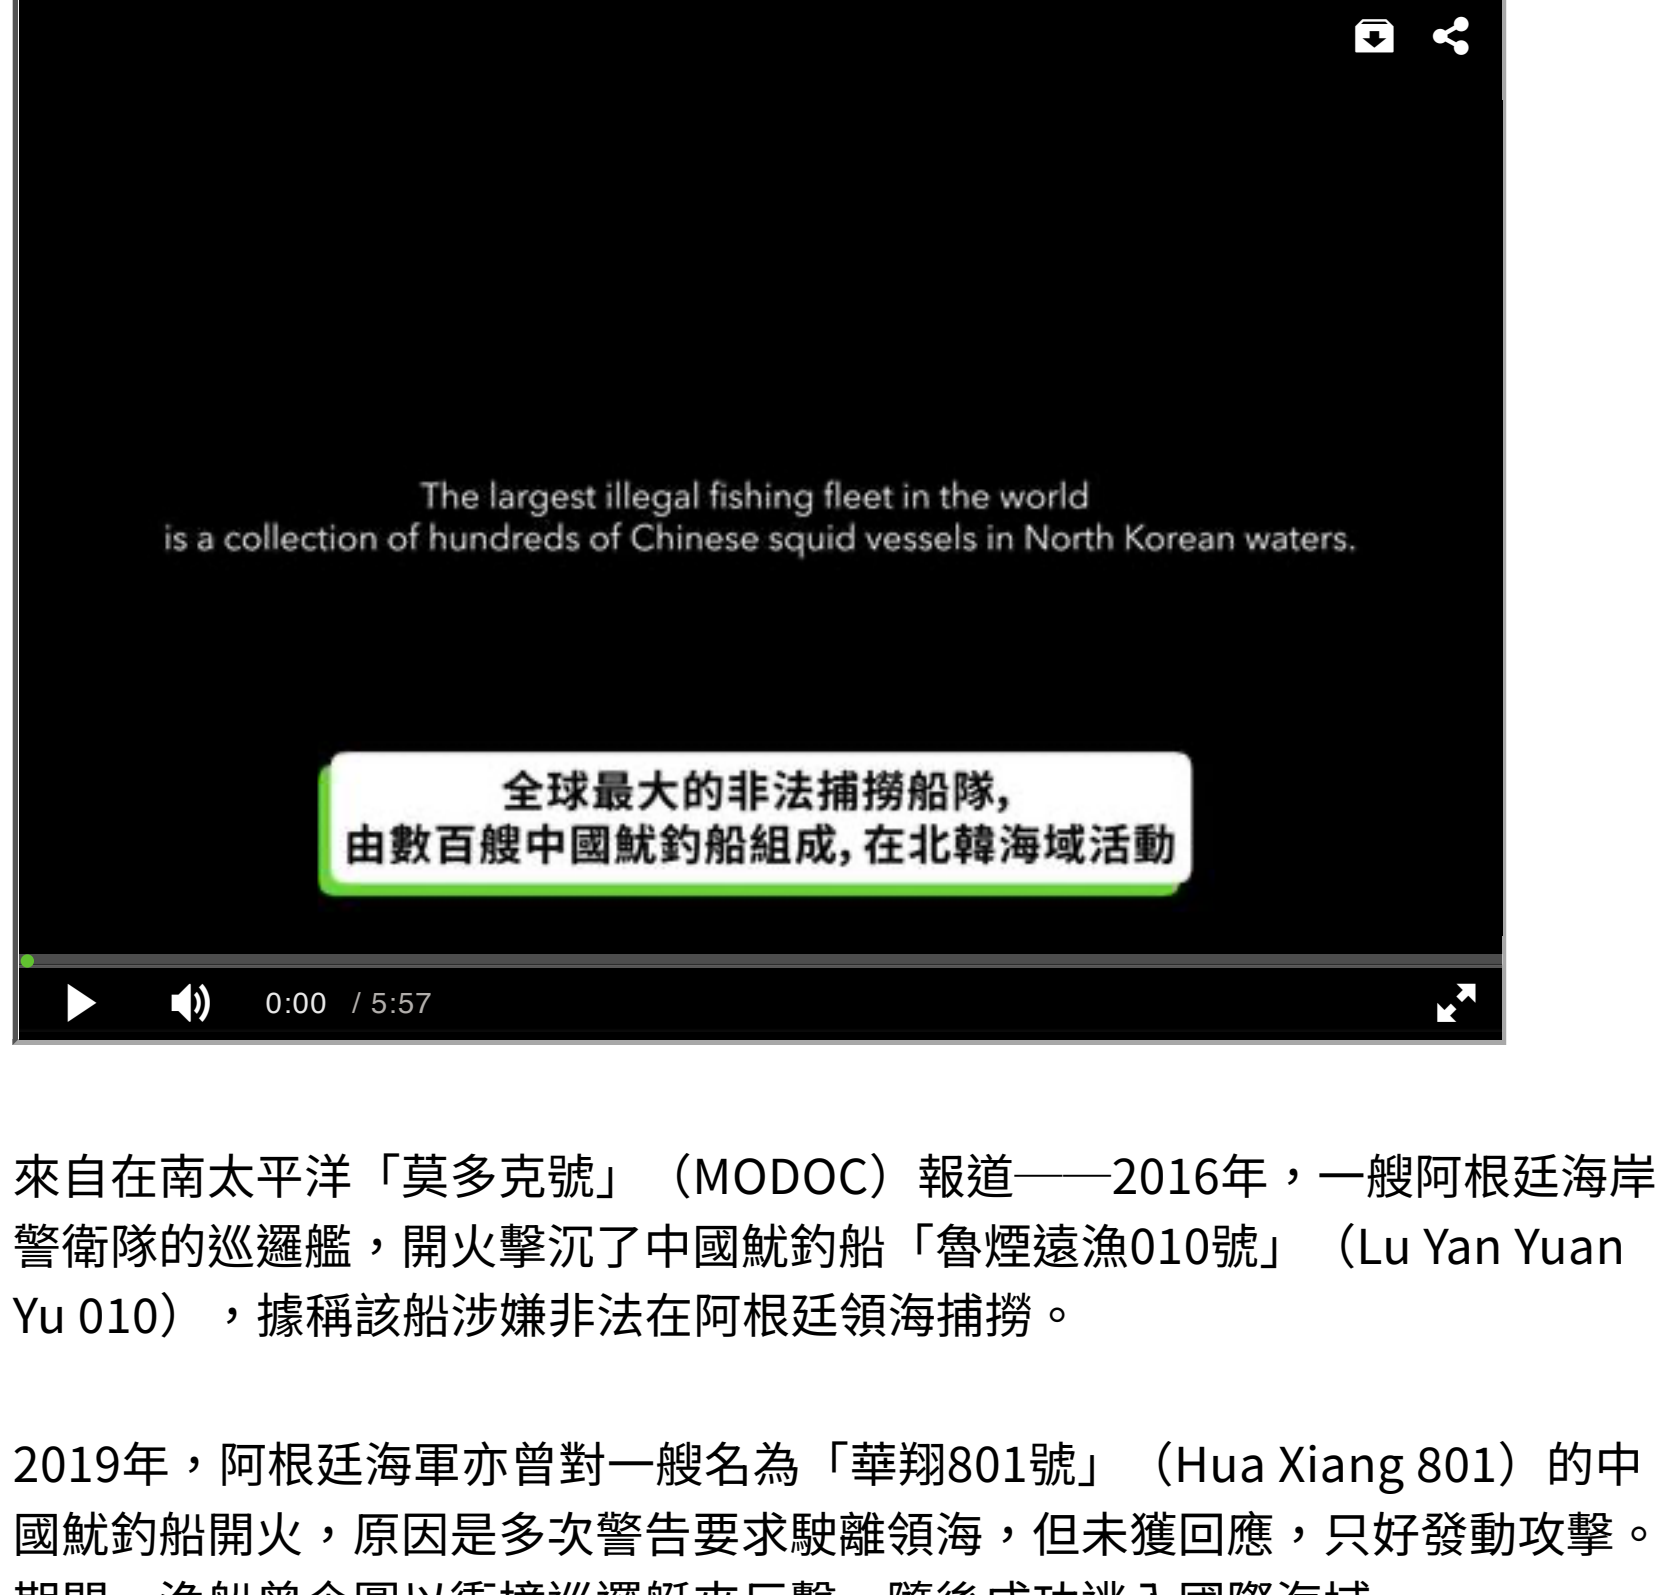 The largest illegal fishing fleet in the world
is a collection of hundreds of Chinese squid vessels in North Korean waters.
全球最大的非法捕撈船隊,
由數百艘中國魷釣船組成,在北韓海域活動
0:00 / 5:57
來自在南太平洋「莫多克號」（MODOC）報道──2016年，一艘阿根廷海岸
警衛隊的巡邏艦，開火擊沉了中國魷釣船「魯煙遠漁010號」（Lu Yan Yuan
Yu 010），據稱該船涉嫌非法在阿根廷領海捕撈。
2019年，阿根廷海軍亦曾對一艘名為「華翔801號」（Hua Xiang 801）的中
國魷釣船開火，原因是多次警告要求駛離領海，但未獲回應，只好發動攻擊。